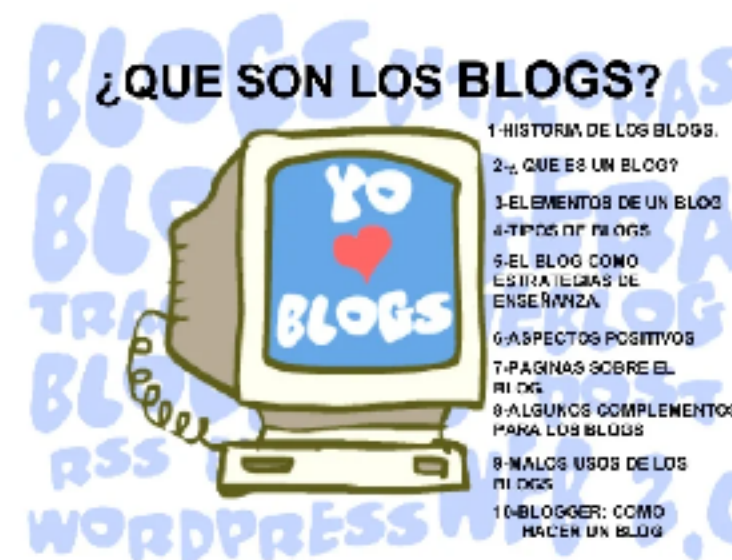 ¿QUE SON LOS BLOGS?
YO
BLOGS
1-HISTORIA DE LOS BLOGS.
2-¿ QUE ES UN BLOG?
3-ELEMENTOS DE UN BLOG
4-TIPOS DE BLOGS
5-EL BLOG COMO
ESTRATEGIAS DE
ENSEÑANZA
6-ASPECTOS POSITIVOS
7-PAGINAS SOBRE EL
BLOG
8-ALGUNOS COMPLEMENTOS
PARA LOS BLOGS
9-MALOS USOS DE LOS
BLOGS
10-BLOGGER: COMO
HACER UN BLOG
BLOGS
RSS
WORDPRESS
WEB 2.0